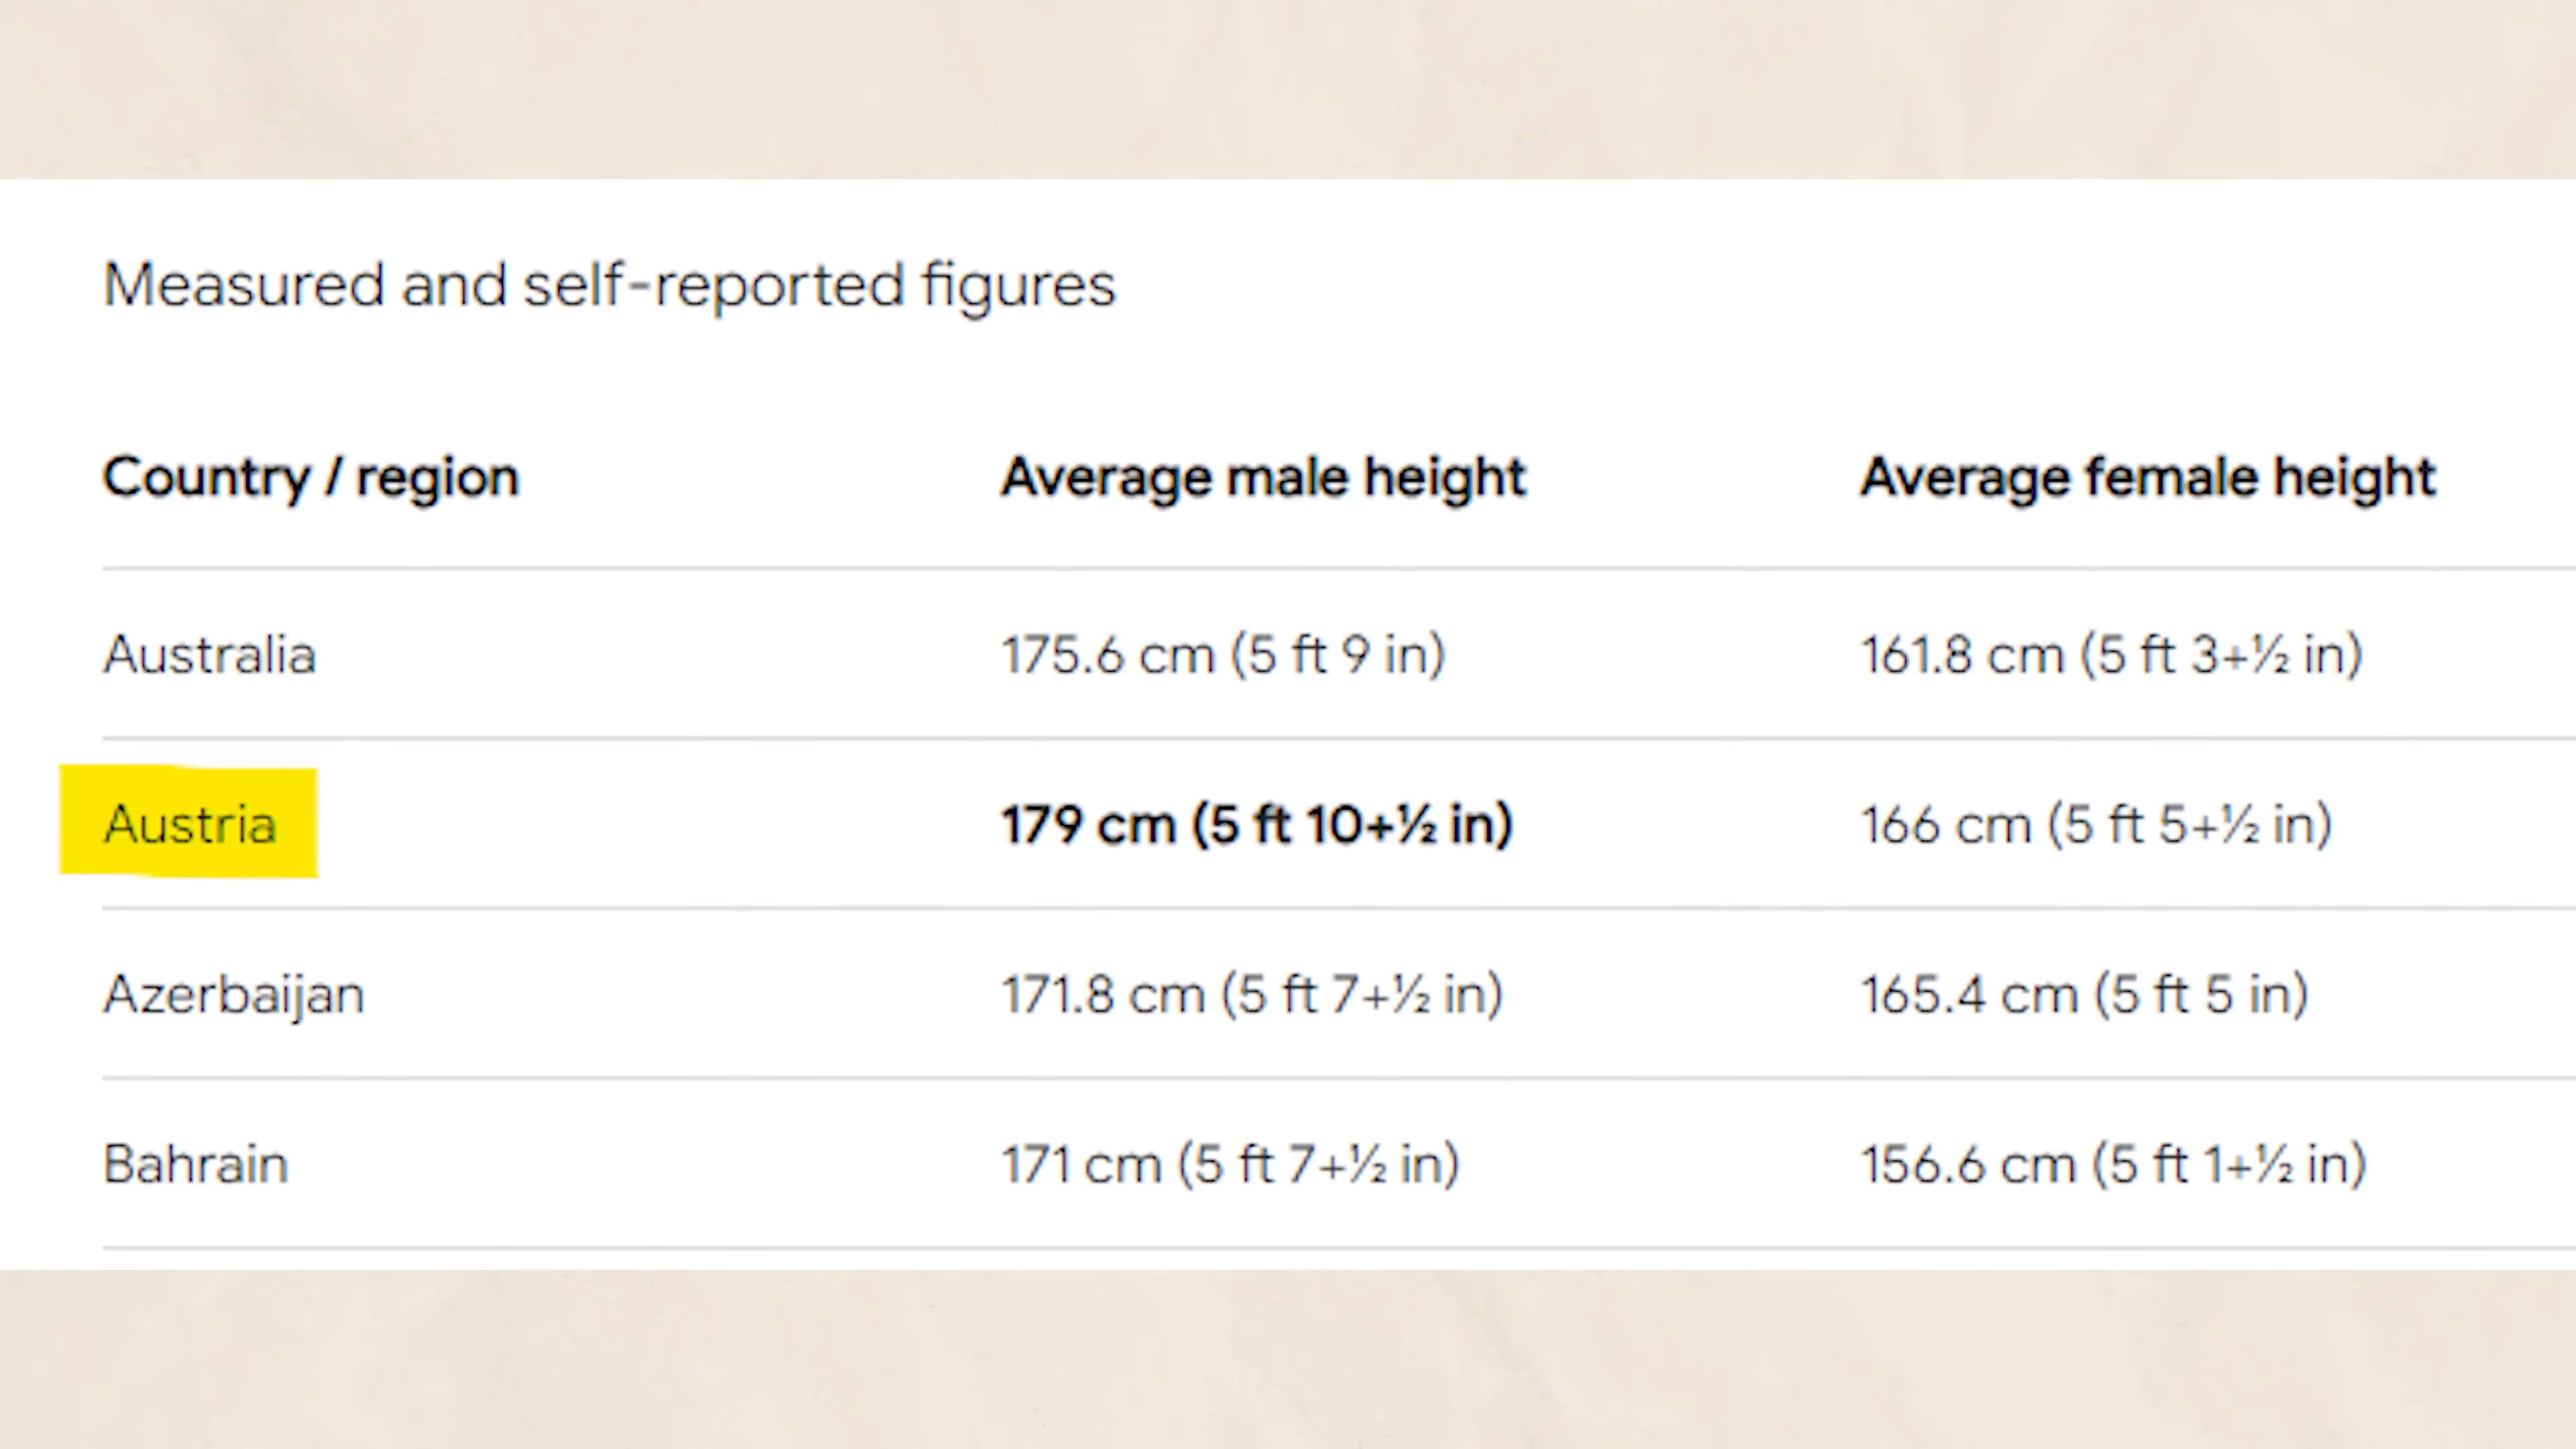 Measured and self-reported figures
Country / region Average male height Average female height
Australia 175.6 cm (5 ft 9 in) 161.8 cm (5 ft 3+½ in)
Austria 179 cm (5 ft 10+½ in) 166 cm (5 ft 5+½ in)
Azerbaijan 171.8 cm (5 ft 7+½ in) 165.4 cm (5 ft 5 in)
Bahrain 171 cm (5 ft 7+½ in) 156.6 cm (5 ft 1+½ in)